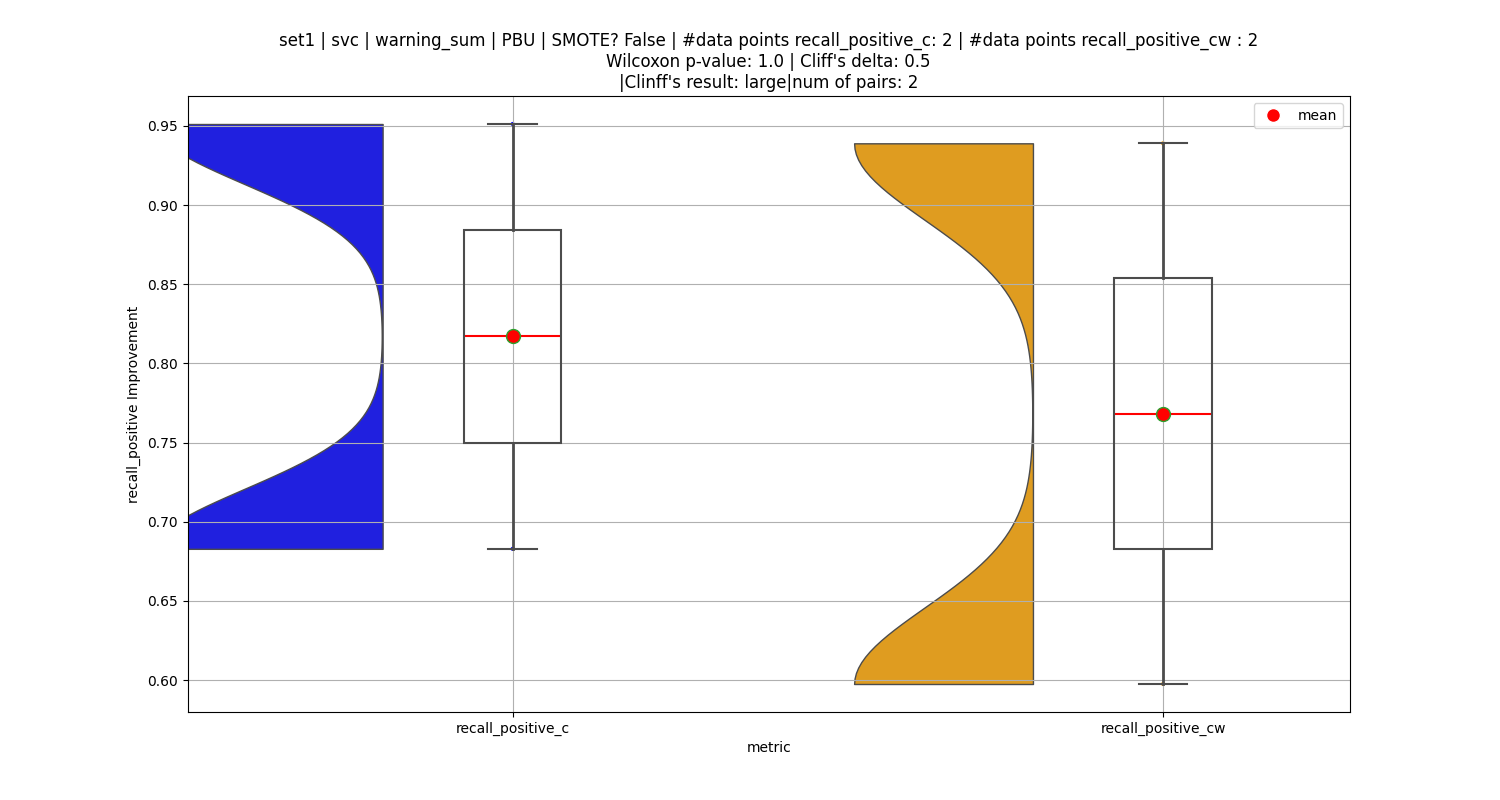 set1 | svc | warning_sum | PBU | SMOTE? False | #data points recall_positive_c: 2 | #data points recall_positive_cw : 2
Wilcoxon p-value: 1.0 | Cliff's delta: 0.5
|Clinff's result: large|num of pairs: 2
mean
0.95
0.90
0.85
0.80
0.75
0.70
0.65
0.60
recall_positive Improvement
recall_positive_c
recall_positive_cw
metric